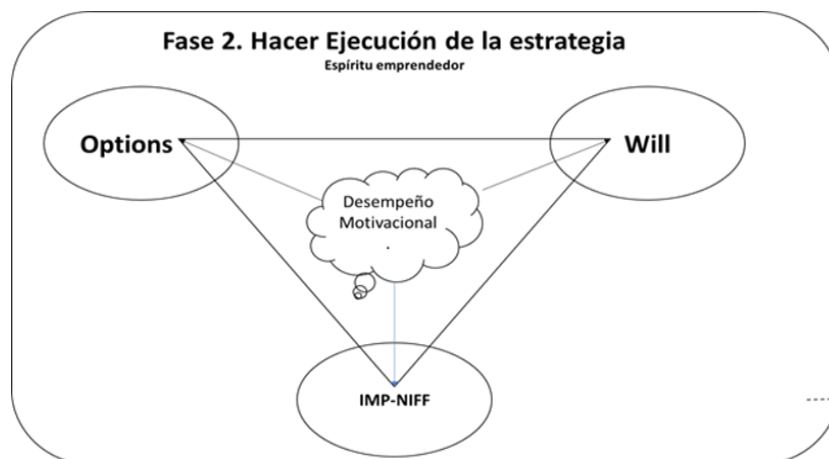 Fase 2. Hacer Ejecución de la estrategia
Espíritu emprendedor
Options
Will
Desempeño
Motivacional
.
IMP-NIFF